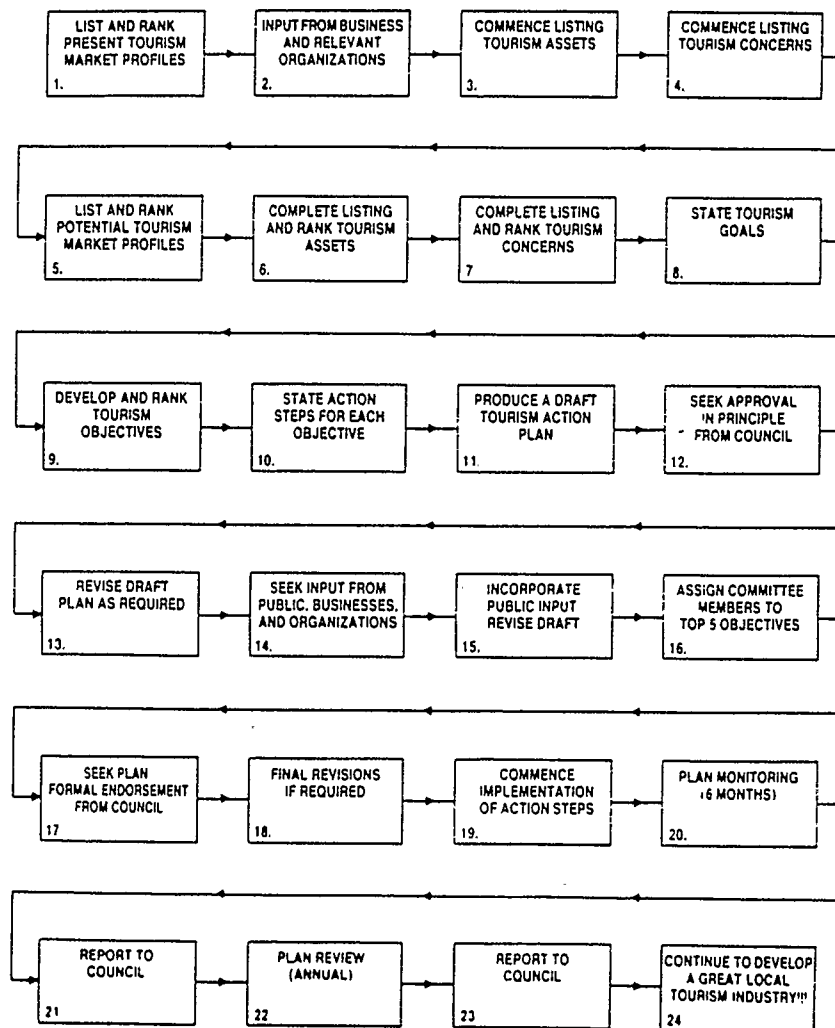 LIST AND RANK
PRESENT TOURISM
MARKET PROFILES
1.
INPUT FROM BUSINESS
AND RELEVANT
ORGANIZATIONS
2.
COMMENCE LISTING
TOURISM ASSETS
3.
COMMENCE LISTING
TOURISM CONCERNS
4.
LIST AND RANK
POTENTIAL TOURISM
MARKET PROFILES
5.
COMPLETE LISTING
AND RANK TOURISM
ASSETS
6.
COMPLETE LISTING
AND RANK TOURISM
CONCERNS
7
STATE TOURISM
GOALS
8.
DEVELOP AND RANK
TOURISM
OBJECTIVES
9.
STATE ACTION
STEPS FOR EACH
OBJECTIVE
10.
PRODUCE A DRAFT
TOURISM ACTION
PLAN
11.
SEEK APPROVAL
IN PRINCIPLE
FROM COUNCIL
12.
REVISE DRAFT
PLAN AS REQUIRED
13.
SEEK INPUT FROM
PUBLIC, BUSINESSES,
AND ORGANIZATIONS
14.
INCORPORATE
PUBLIC INPUT
REVISE DRAFT
15.
ASSIGN COMMITTEE
MEMBERS TO
TOP 5 OBJECTIVES
16.
SEEK PLAN
FORMAL ENDORSEMENT
FROM COUNCIL
17
FINAL REVISIONS
IF REQUIRED
18.
COMMENCE
IMPLEMENTATION
OF ACTION STEPS
19.
PLAN MONITORING
(6 MONTHS)
20.
REPORT TO
COUNCIL
21
PLAN REVIEW
(ANNUAL)
22
REPORT TO
COUNCIL
23
CONTINUE TO DEVELOP
A GREAT LOCAL
TOURISM INDUSTRY!!!
24